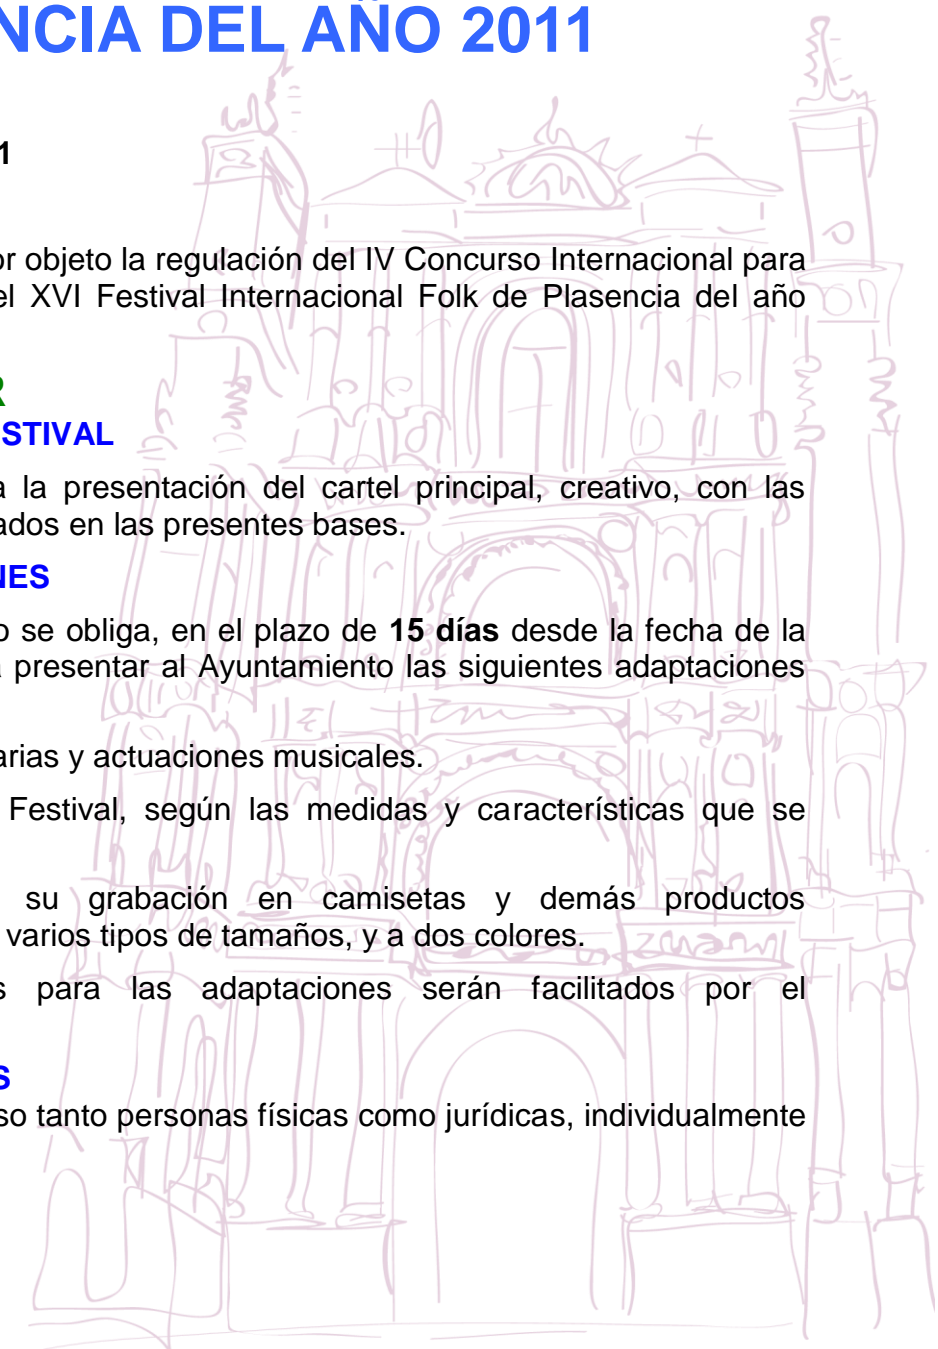 NCIA DEL AÑO 2011
1
or objeto la regulación del IV Concurso Internacional para
el XVI Festival Internacional Folk de Plasencia del año
R
STIVAL
a la presentación del cartel principal, creativo, con las
ados en las presentes bases.
NES
o se obliga, en el plazo de 15 días desde la fecha de la
a presentar al Ayuntamiento las siguientes adaptaciones
arias y actuaciones musicales.
Festival, según las medidas y características que se
su grabación en camisetas y demás productos
varios tipos de tamaños, y a dos colores.
s para las adaptaciones serán facilitados por el
S
so tanto personas físicas como jurídicas, individualmente